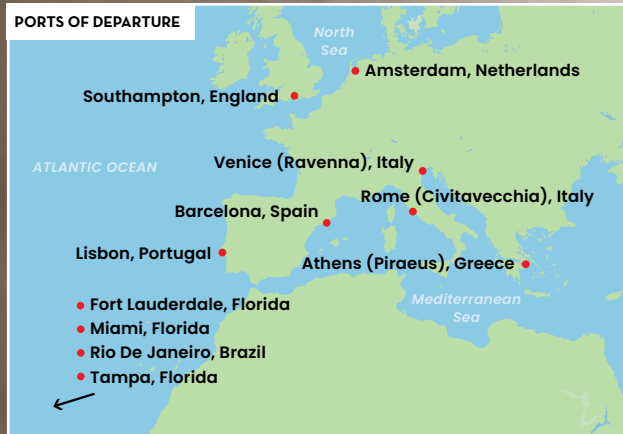 PORTS OF DEPARTURE
North
Sea
Amsterdam, Netherlands
Southampton, England
ATLANTIC OCEAN
Venice (Ravenna), Italy
Rome (Civitavecchia), Italy
Barcelona, Spain
Lisbon, Portugal
Athens (Piraeus), Greece
Mediterranean
Sea
Fort Lauderdale, Florida
Miami, Florida
Rio De Janeiro, Brazil
Tampa, Florida